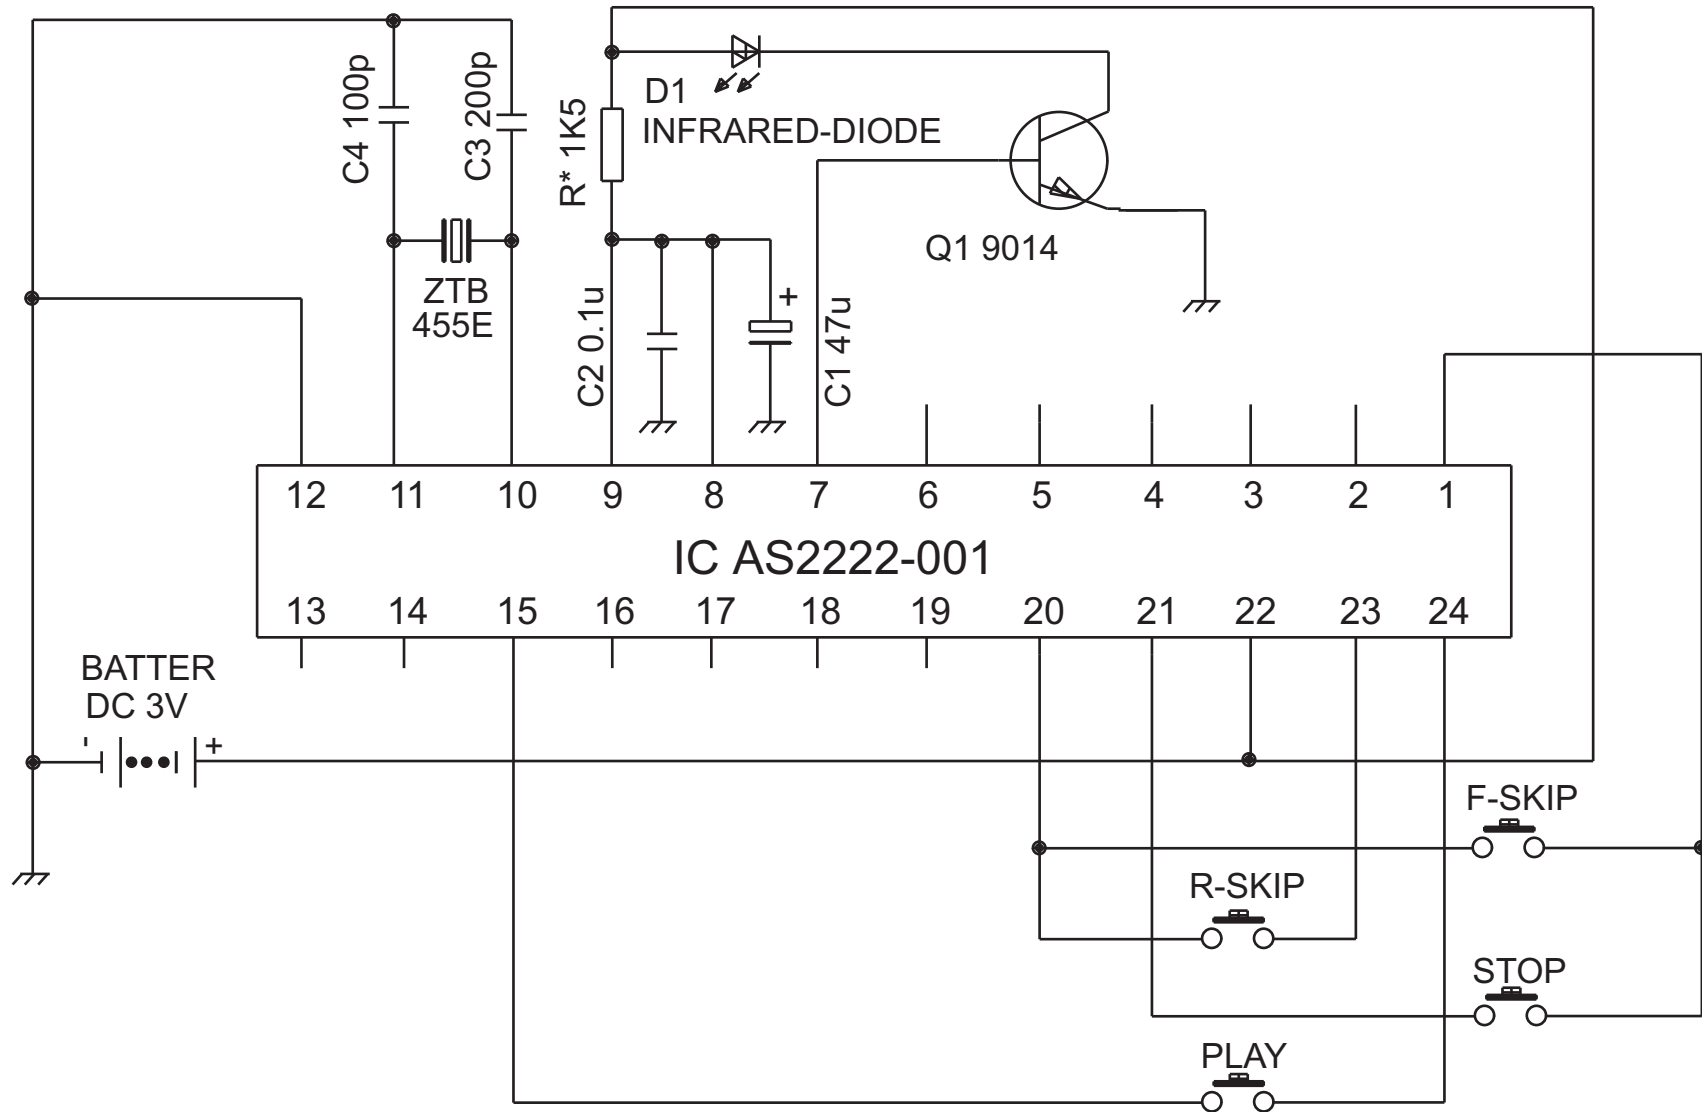 C4 100p
C3 200p
R* 1K5
D1
INFRARED-DIODE
Q1 9014
ZTB
455E
C2 0.1u
+
C1 47u
12 11 10 9 8 7 6 5 4 3 2 1
IC AS2222-001
13 14 15 16 17 18 19 20 21 22 23 24
BATTER
DC 3V
' +
F-SKIP
R-SKIP
STOP
PLAY